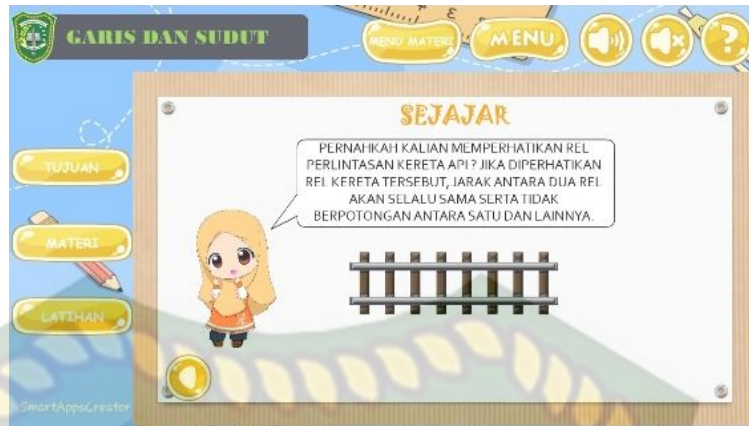 GARIS DAN SUDUT
MENU MATERI
MENU
?
SEJAJAR
PERNAHKAH KALIAN MEMPERHATIKAN REL
PERLINTASAN KERETA API ? JIKA DIPERHATIKAN
REL KERETA TERSEBUT, JARAK ANTARA DUA REL
AKAN SELALU SAMA SERTA TIDAK
BERPOTONGAN ANTARA SATU DAN LAINNYA.
TUJUAN
MATERI
LATIHAN
SmartAppsCreator